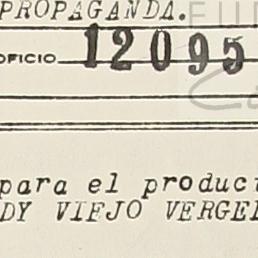 PROPAGANDA.
OFICIO 12095
para el product
DY VIEJO VERGEL